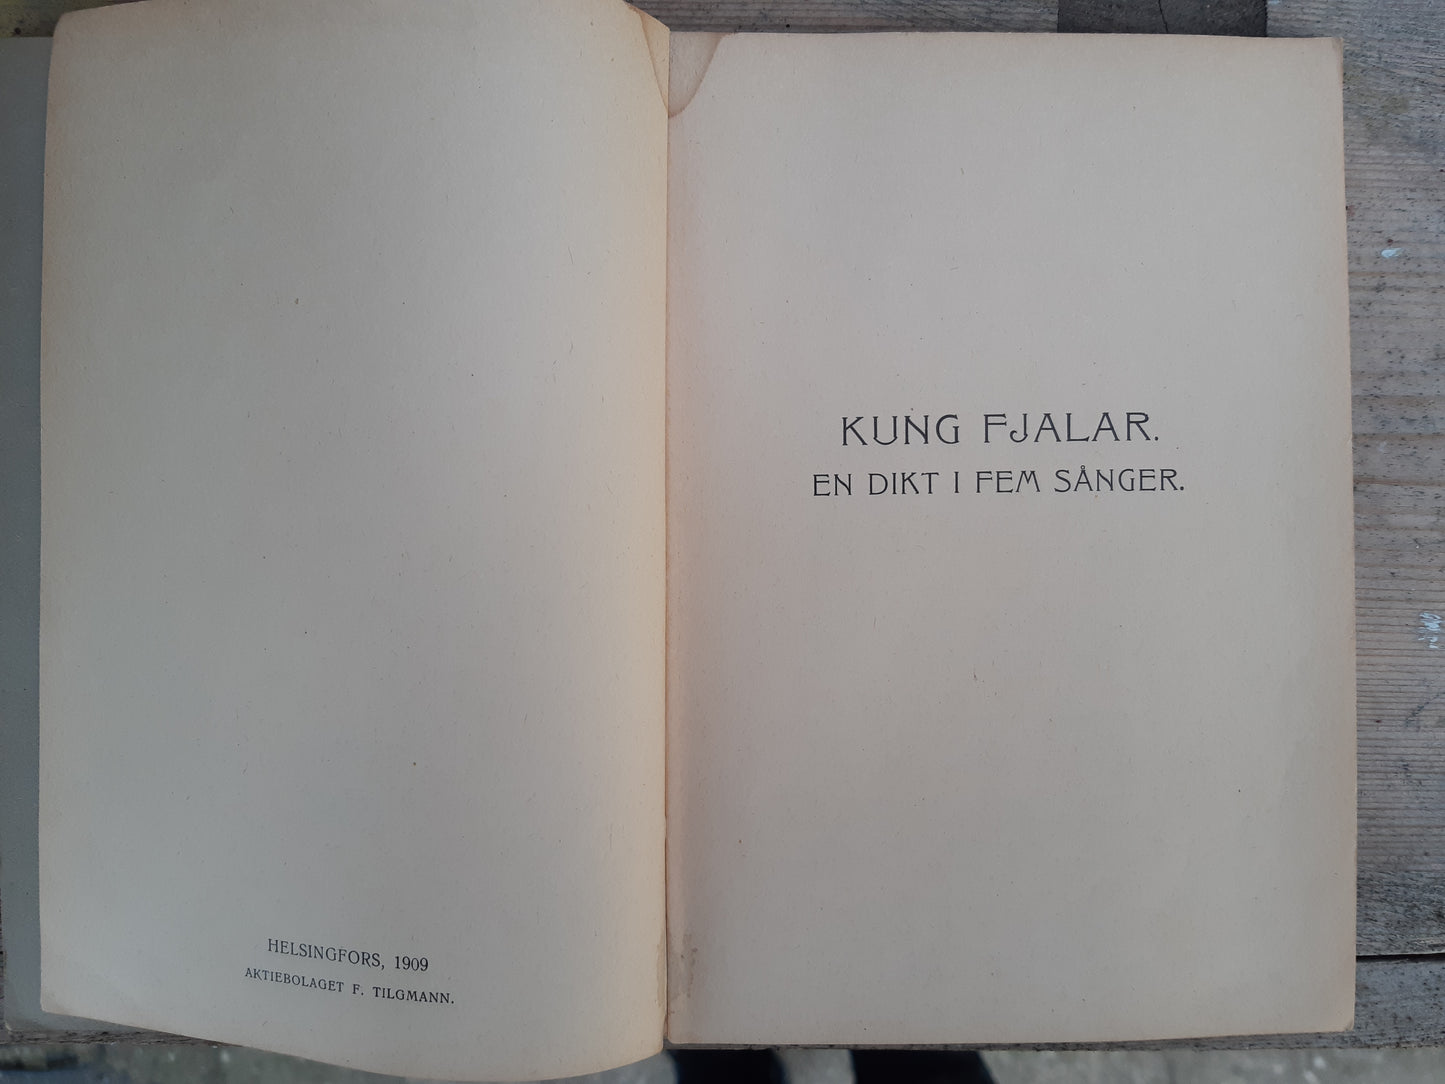 HELSINGFORS, 1909
AKTIEBOLAGET F. TILGMANN.
KUNG FJALAR.
EN DIKT I FEM SÅNGER.